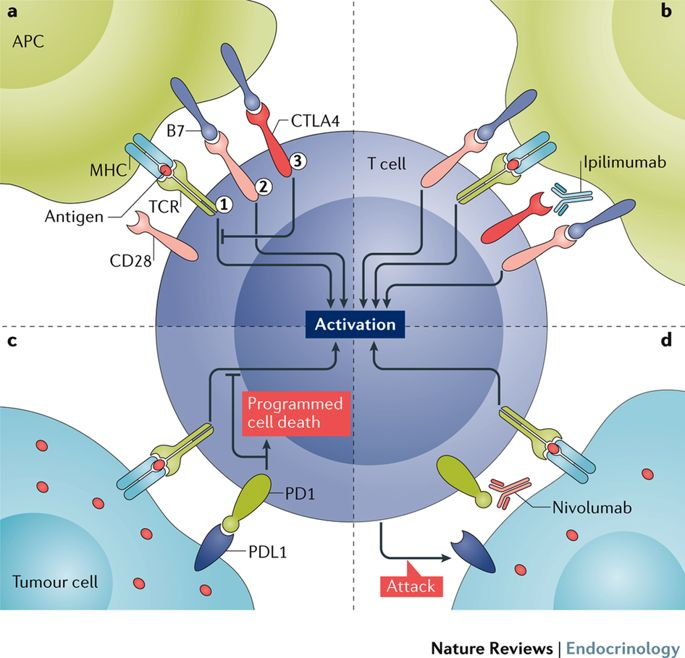 a
b
APC
B7
CTLA4
MHC
3
T cell
Ipilimumab
2
Antigen
TCR
1
CD28
Activation
c
d
Programmed
cell death
PD1
Nivolumab
PDL1
Tumour cell
Attack
Nature Reviews | Endocrinology